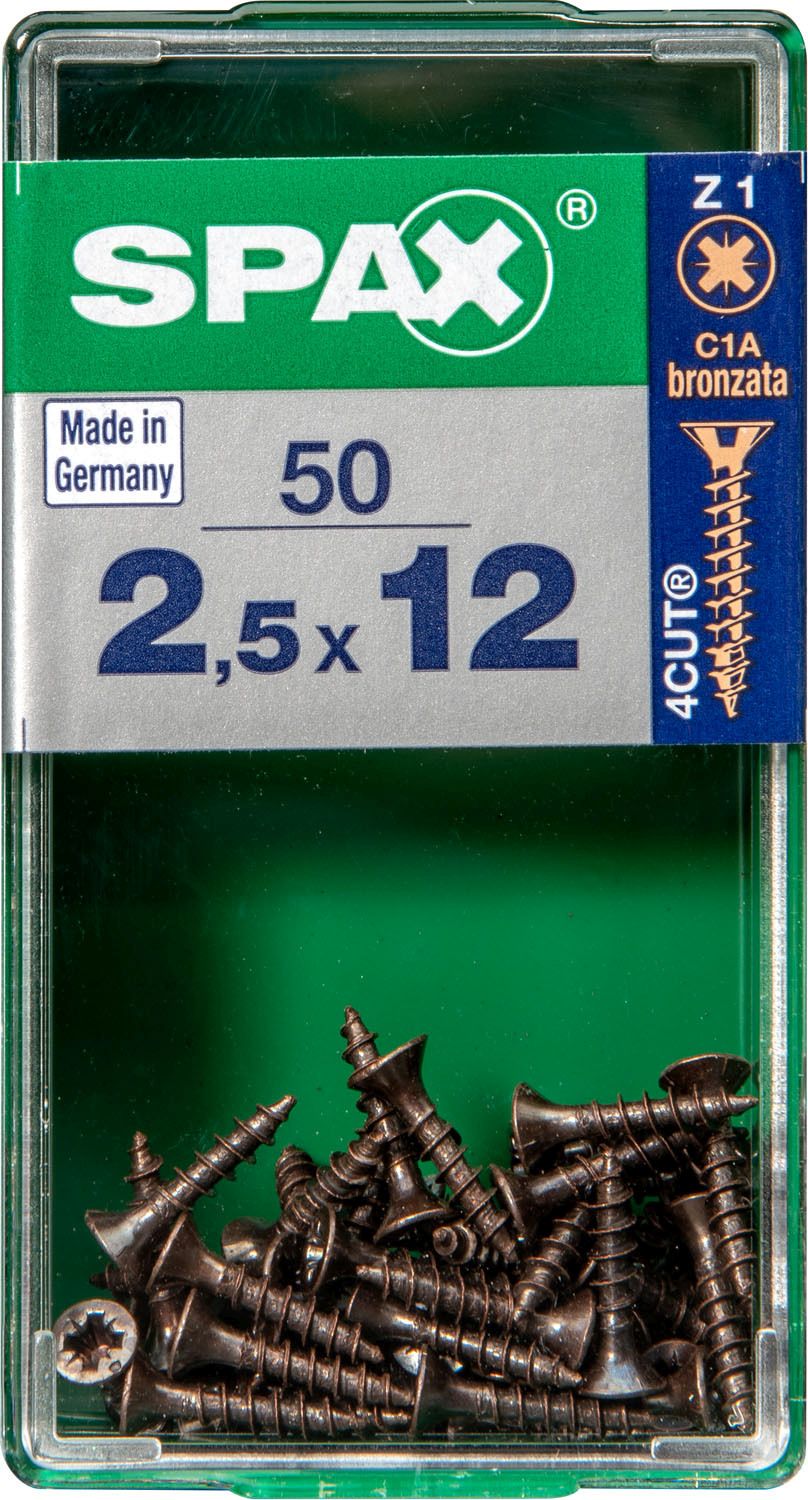 SPAX®
Made in
Germany
50
2,5 x 12
Z 1
C1A
bronzata
4CUT®